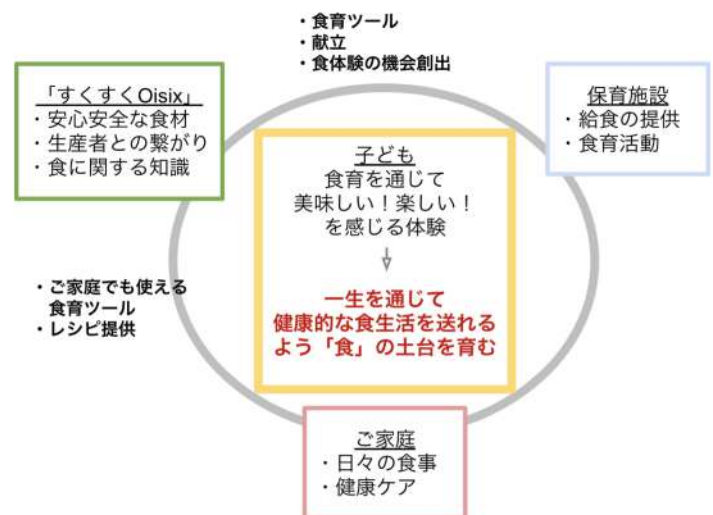 ・食育ツール
・献立
・食体験の機会創出
「すくすくOisix」
・安心安全な食材
・生産者との繋がり
・食に関する知識
保育施設
・給食の提供
・食育活動
子ども
食育を通じて
美味しい！楽しい！
を感じる体験
一生を通じて
健康的な食生活を送れる
よう「食」の土台を育む
・ご家庭でも使える
食育ツール
・レシピ提供
ご家庭
・日々の食事
・健康ケア